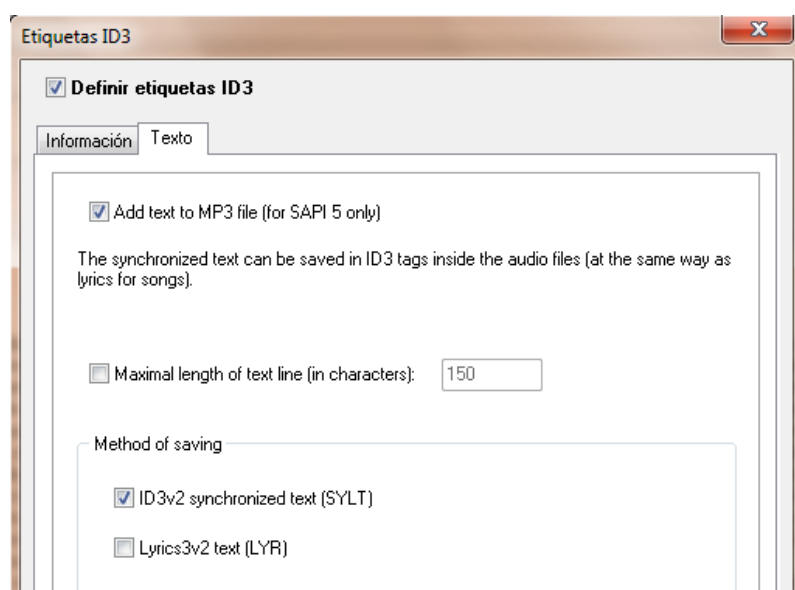 Etiquetas ID3
Definir etiquetas ID3
Información Texto
Add text to MP3 file (for SAPI 5 only)
The synchronized text can be saved in ID3 tags inside the audio files (at the same way as
lyrics for songs).
Maximal length of text line (in characters): 150
Method of saving
ID3v2 synchronized text (SYLT)
Lyrics3v2 text (LYR)